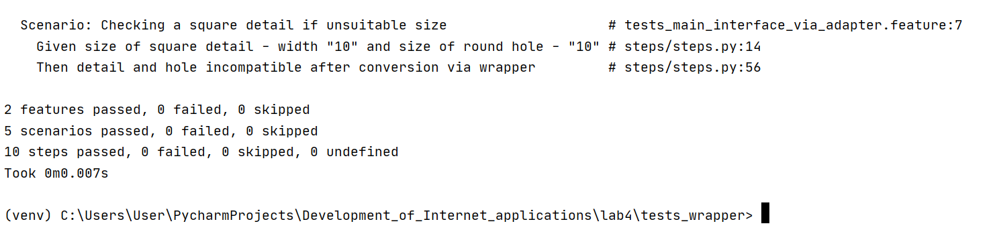 Scenario: Checking a square detail if unsuitable size # tests_main_interface_via_adapter.feature:7
Given size of square detail - width "10" and size of round hole - "10" # steps/steps.py:14
Then detail and hole incompatible after conversion via wrapper # steps/steps.py:56
2 features passed, 0 failed, 0 skipped
5 scenarios passed, 0 failed, 0 skipped
10 steps passed, 0 failed, 0 skipped, 0 undefined
Took 0m0.007s
(venv) C:\Users\User\PycharmProjects\Development_of_Internet_applications\lab4\tests_wrapper>